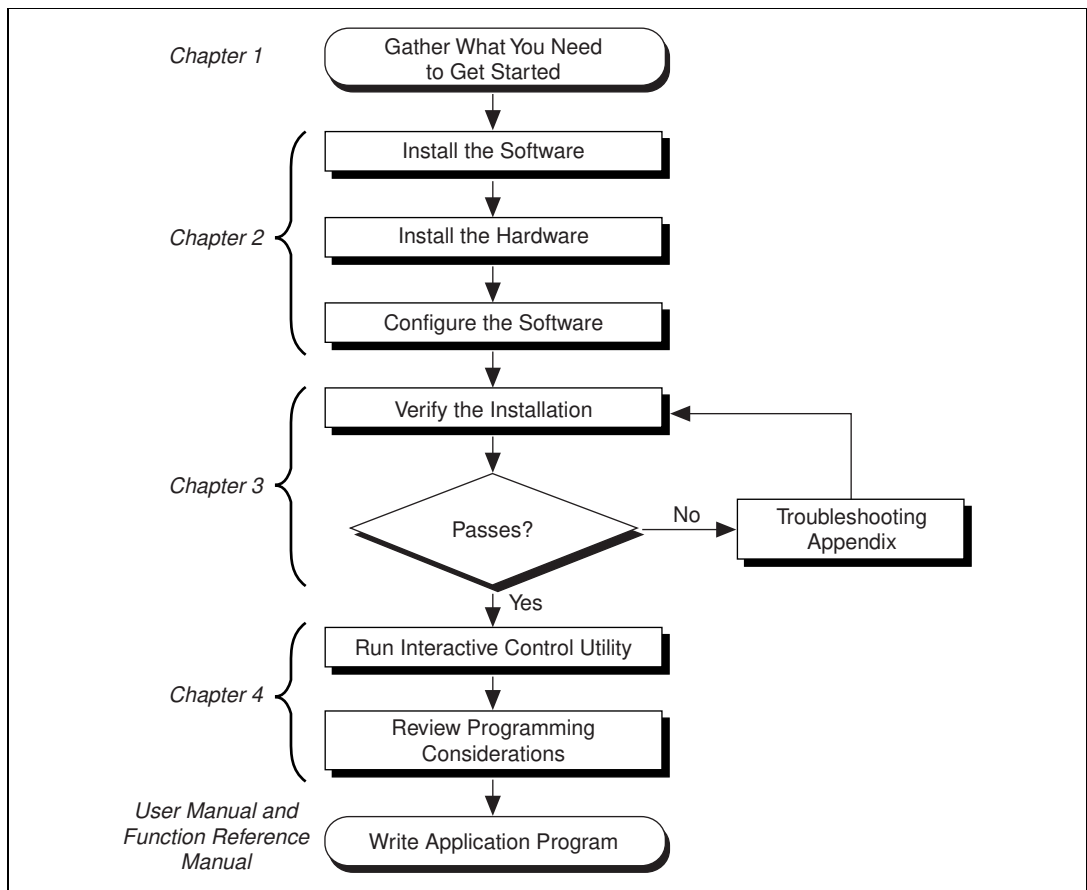 Chapter 1
Gather What You Need
to Get Started
Install the Software
Chapter 2
Install the Hardware
Configure the Software
Verify the Installation
Chapter 3
Passes?
No
Troubleshooting
Appendix
Yes
Run Interactive Control Utility
Chapter 4
Review Programming
Considerations
User Manual and
Function Reference
Manual
Write Application Program